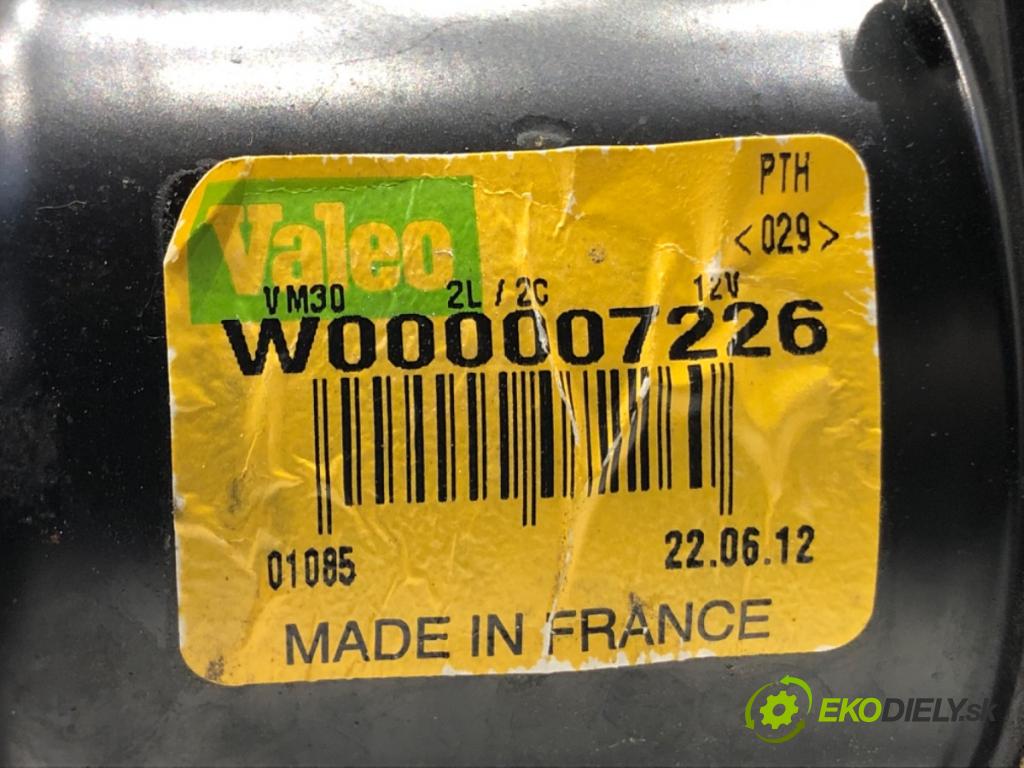 Valeo
PTH
<029>
VM30 2L / 2C 12V
W000007226
01085 22.06.12
MADE IN FRANCE
EKODIELY.sk